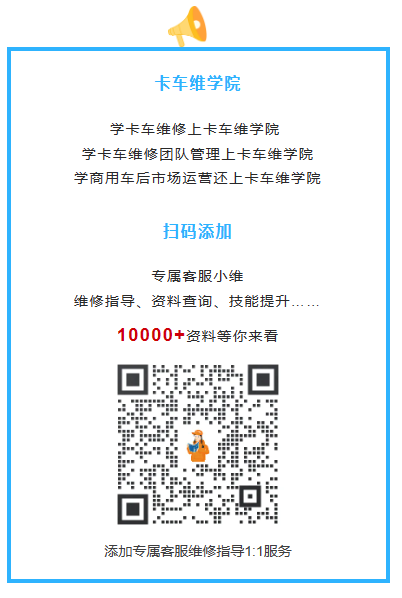 卡车维学院
学卡车维修上卡车维学院
学卡车维修团队管理上卡车维学院
学商用车后市场运营还上卡车维学院
扫码添加
专属客服小维
维修指导、资料查询、技能提升……
10000+资料等你来看
添加专属客服维修指导1:1服务